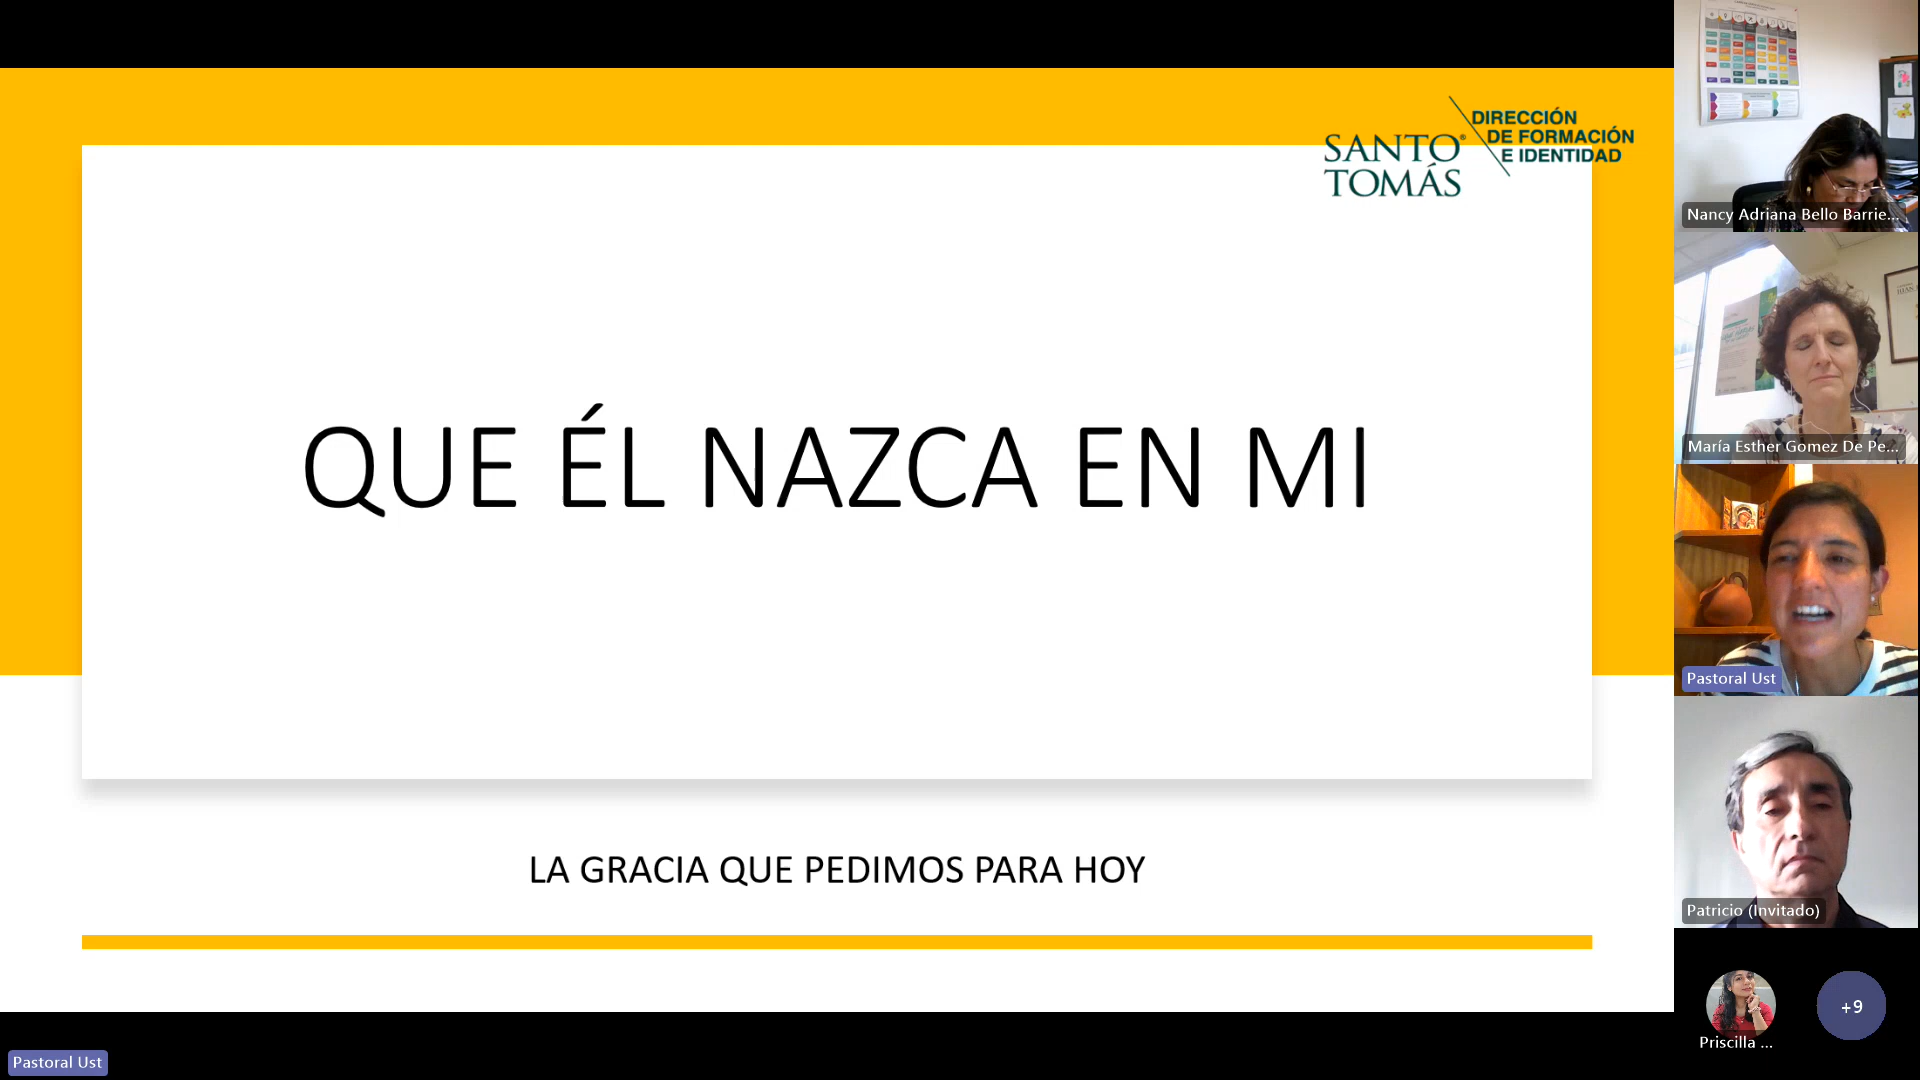 SANTO
TOMÁS
DIRECCIÓN
DE FORMACIÓN
E IDENTIDAD
QUE ÉL NAZCA EN MI
LA GRACIA QUE PEDIMOS PARA HOY
Pastoral Ust
Nancy Adriana Bello Barrie...
María Esther Gomez De Pe...
Pastoral Ust
Patricio (Invitado)
Priscilla ...
+9